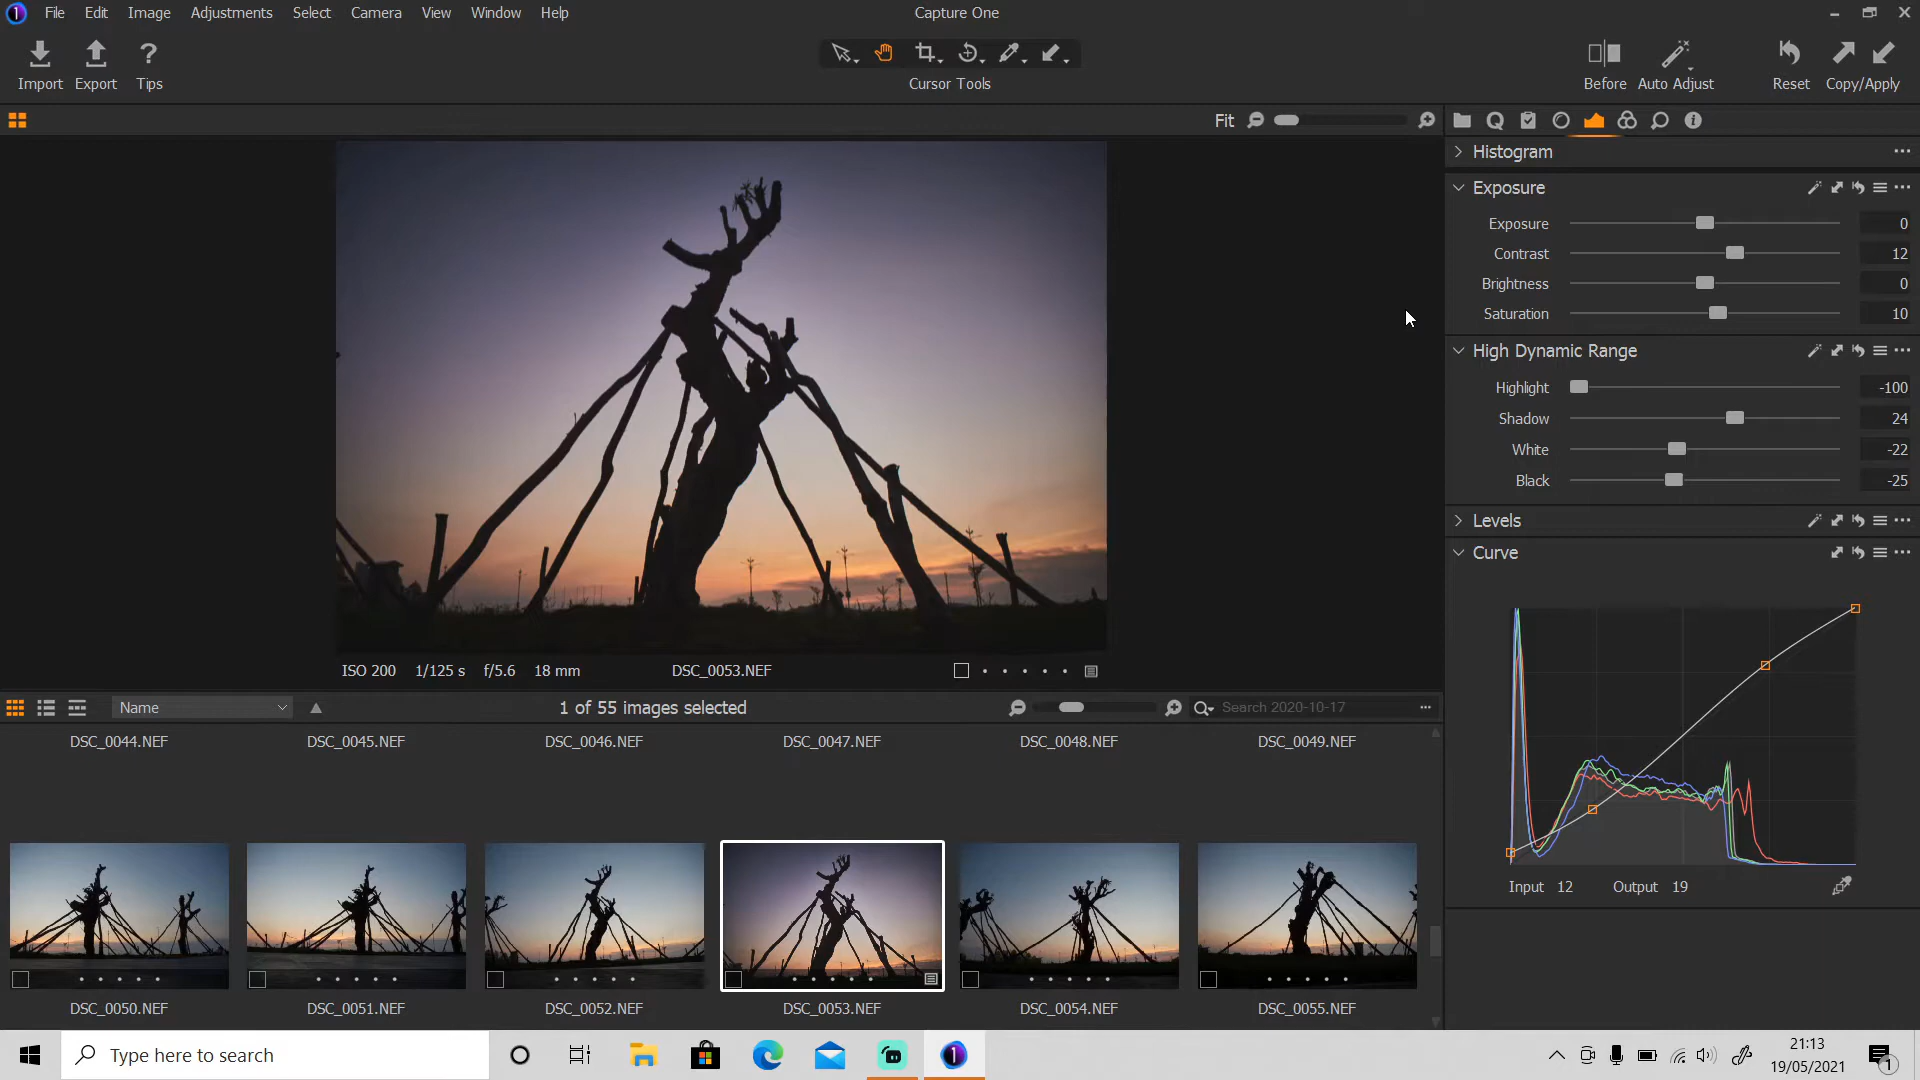 File Edit Image Adjustments Select Camera View Window Help
Capture One
Import Export Tips
Cursor Tools
Before Auto Adjust Reset Copy/Apply
Fit
Histogram
Exposure
Exposure 0
Contrast 12
Brightness 0
Saturation 10
High Dynamic Range
Highlight -100
Shadow 24
White -22
Black -25
Levels
Curve
Input 12 Output 19
ISO 200 1/125 s f/5.6 18 mm DSC_0053.NEF
Name 1 of 55 images selected Search 2020-10-17
DSC_0044.NEF DSC_0045.NEF DSC_0046.NEF DSC_0047.NEF DSC_0048.NEF DSC_0049.NEF
DSC_0050.NEF DSC_0051.NEF DSC_0052.NEF DSC_0053.NEF DSC_0054.NEF DSC_0055.NEF
Type here to search
21:13
19/05/2021
1